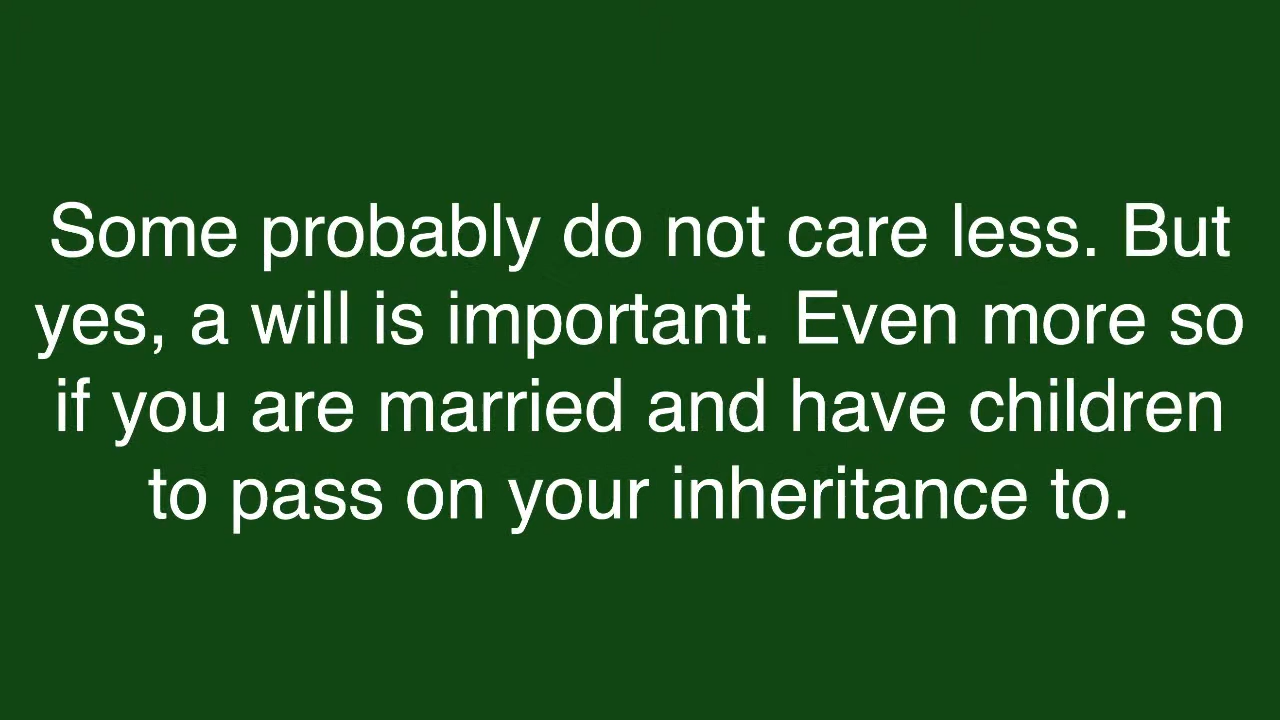 Some probably do not care less. But
yes, a will is important. Even more so
if you are married and have children
to pass on your inheritance to.